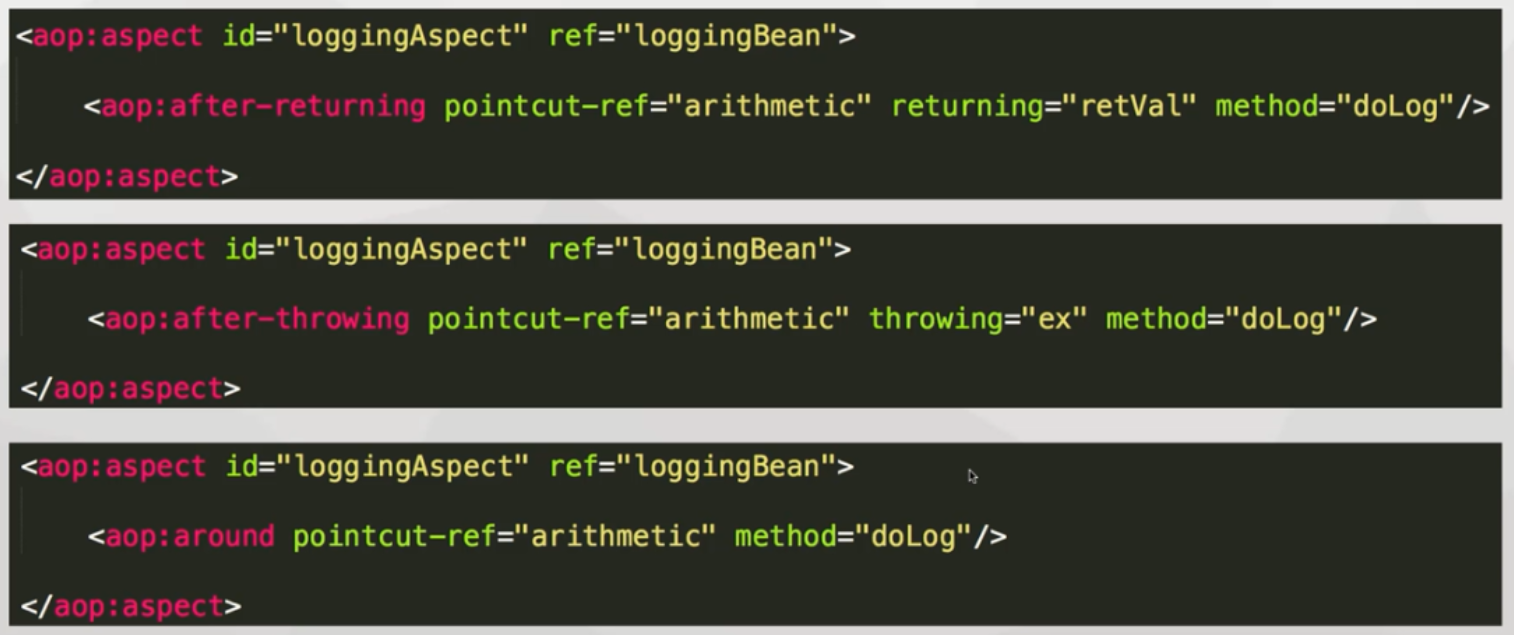 <aop:aspect id="loggingAspect" ref="loggingBean">
<aop:after-returning pointcut-ref="arithmetic" returning="retVal" method="doLog"/>
</aop:aspect>
<aop:aspect id="loggingAspect" ref="loggingBean">
<aop:after-throwing pointcut-ref="arithmetic" throwing="ex" method="doLog"/>
</aop:aspect>
<aop:aspect id="loggingAspect" ref="loggingBean">
<aop:around pointcut-ref="arithmetic" method="doLog"/>
</aop:aspect>